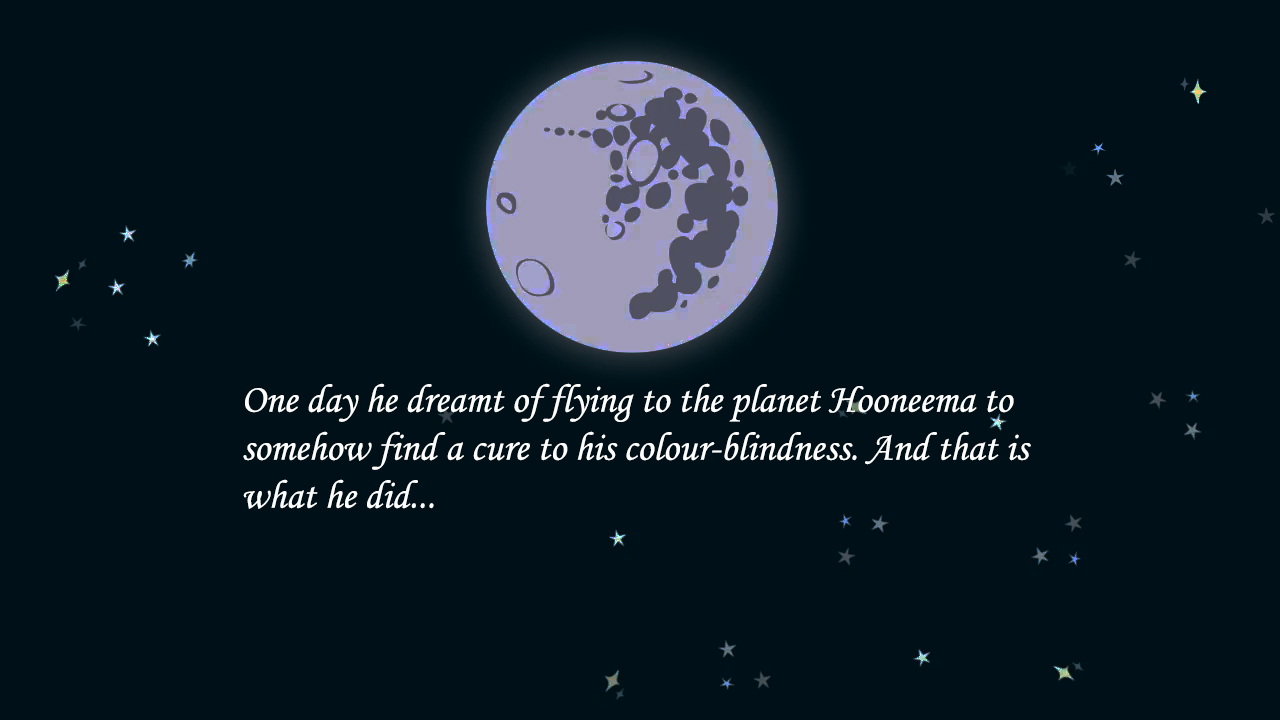 One day he dreamt of flying to the planet Hooneema to
somehow find a cure to his colour-blindness. And that is
what he did...